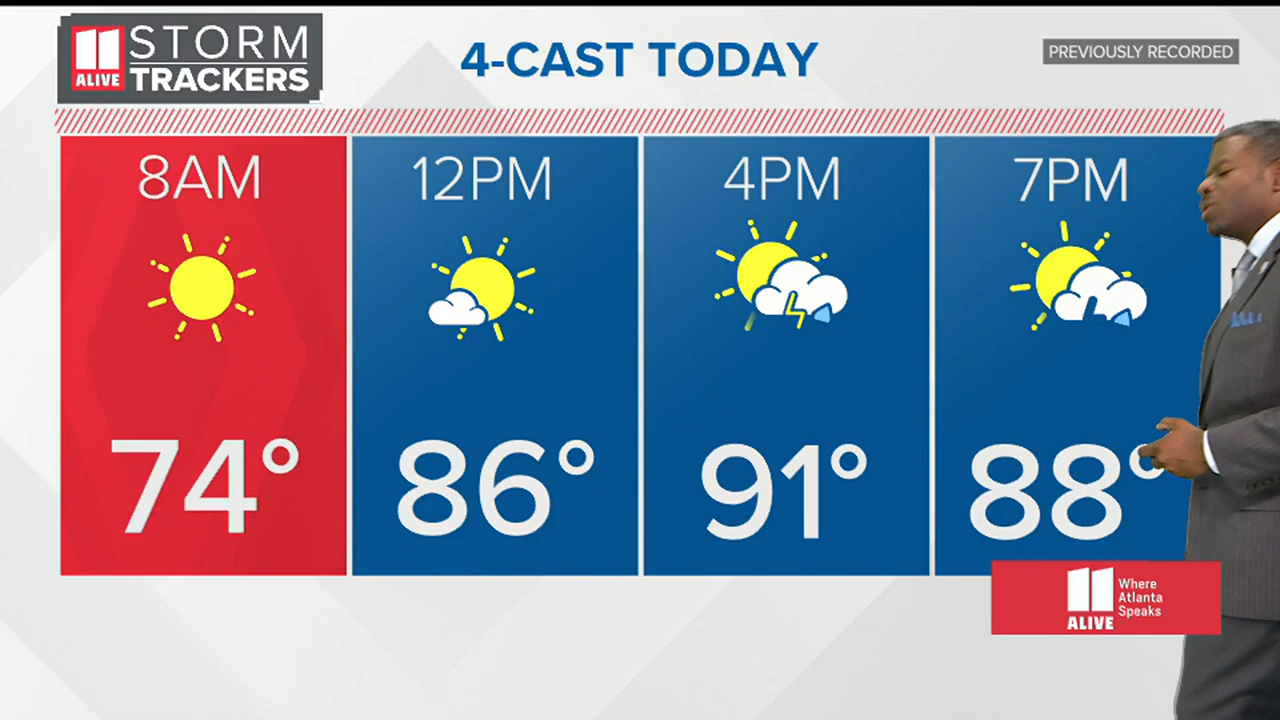 11 ALIVE
STORM
TRACKERS
4-CAST TODAY
PREVIOUSLY RECORDED
8AM
12PM
4PM
7PM
74°
86°
91°
88°
11 ALIVE
Where
Atlanta
Speaks